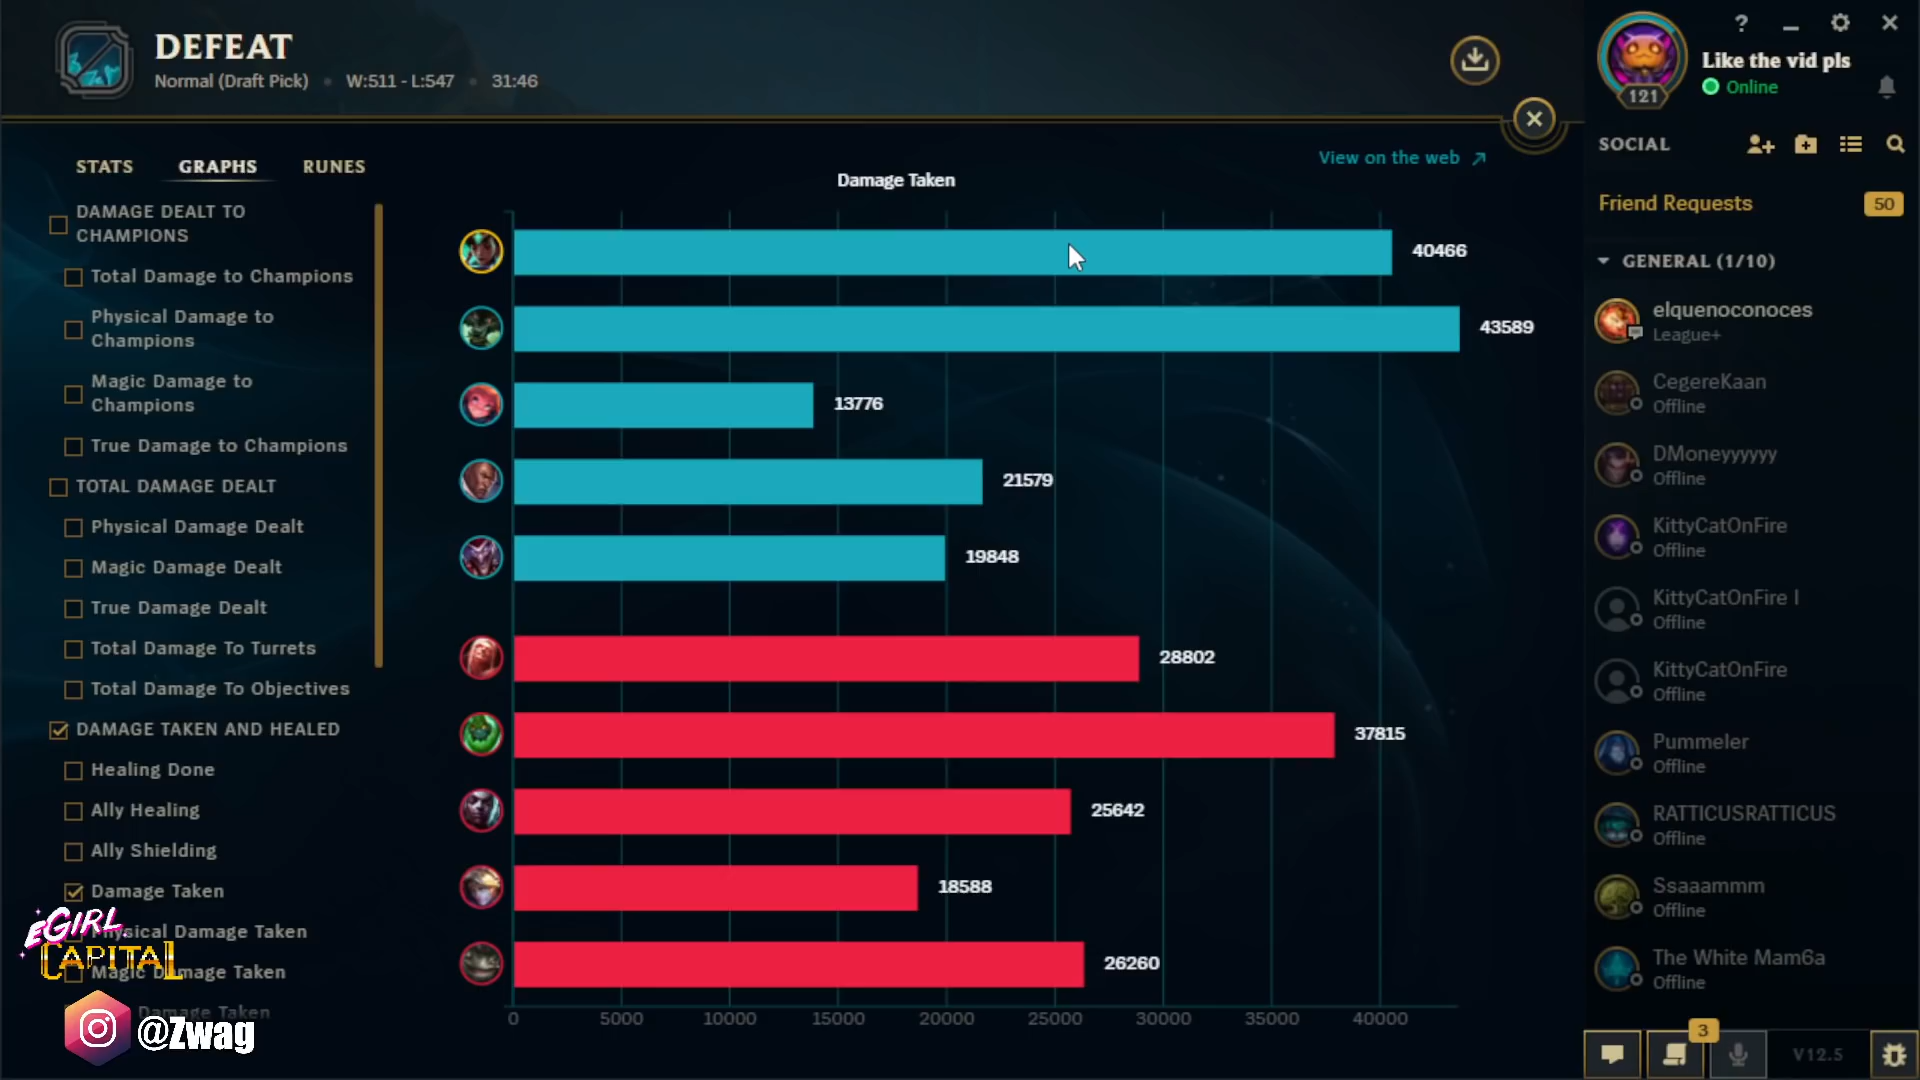 DEFEAT
Normal (Draft Pick) • W:511 - L:547 • 31:46
?
Like the vid pls
Online
121
STATS GRAPHS RUNES
View on the web
Damage Taken
DAMAGE DEALT TO
CHAMPIONS
Total Damage to Champions
Physical Damage to
Champions
Magic Damage to
Champions
True Damage to Champions
TOTAL DAMAGE DEALT
Physical Damage Dealt
Magic Damage Dealt
True Damage Dealt
Total Damage To Turrets
Total Damage To Objectives
DAMAGE TAKEN AND HEALED
Healing Done
Ally Healing
Ally Shielding
Damage Taken
Physical Damage Taken
Magic Damage Taken
Damage Taken
EGIRL
CAPITAL
@Zwag
40466
43589
13776
21579
19848
28802
37815
25642
18588
26260
0 5000 10000 15000 20000 25000 30000 35000 40000
SOCIAL
Friend Requests 50
GENERAL (1/10)
elquenoconoces
League+
CegereKaan
Offline
DMoneyyyyyy
Offline
KittyCatOnFire
Offline
KittyCatOnFire I
Offline
KittyCatOnFire
Offline
Pummeler
Offline
RATTICUSRATTICUS
Offline
Ssaaammm
Offline
The White Mam6a
Offline
3
V12.5